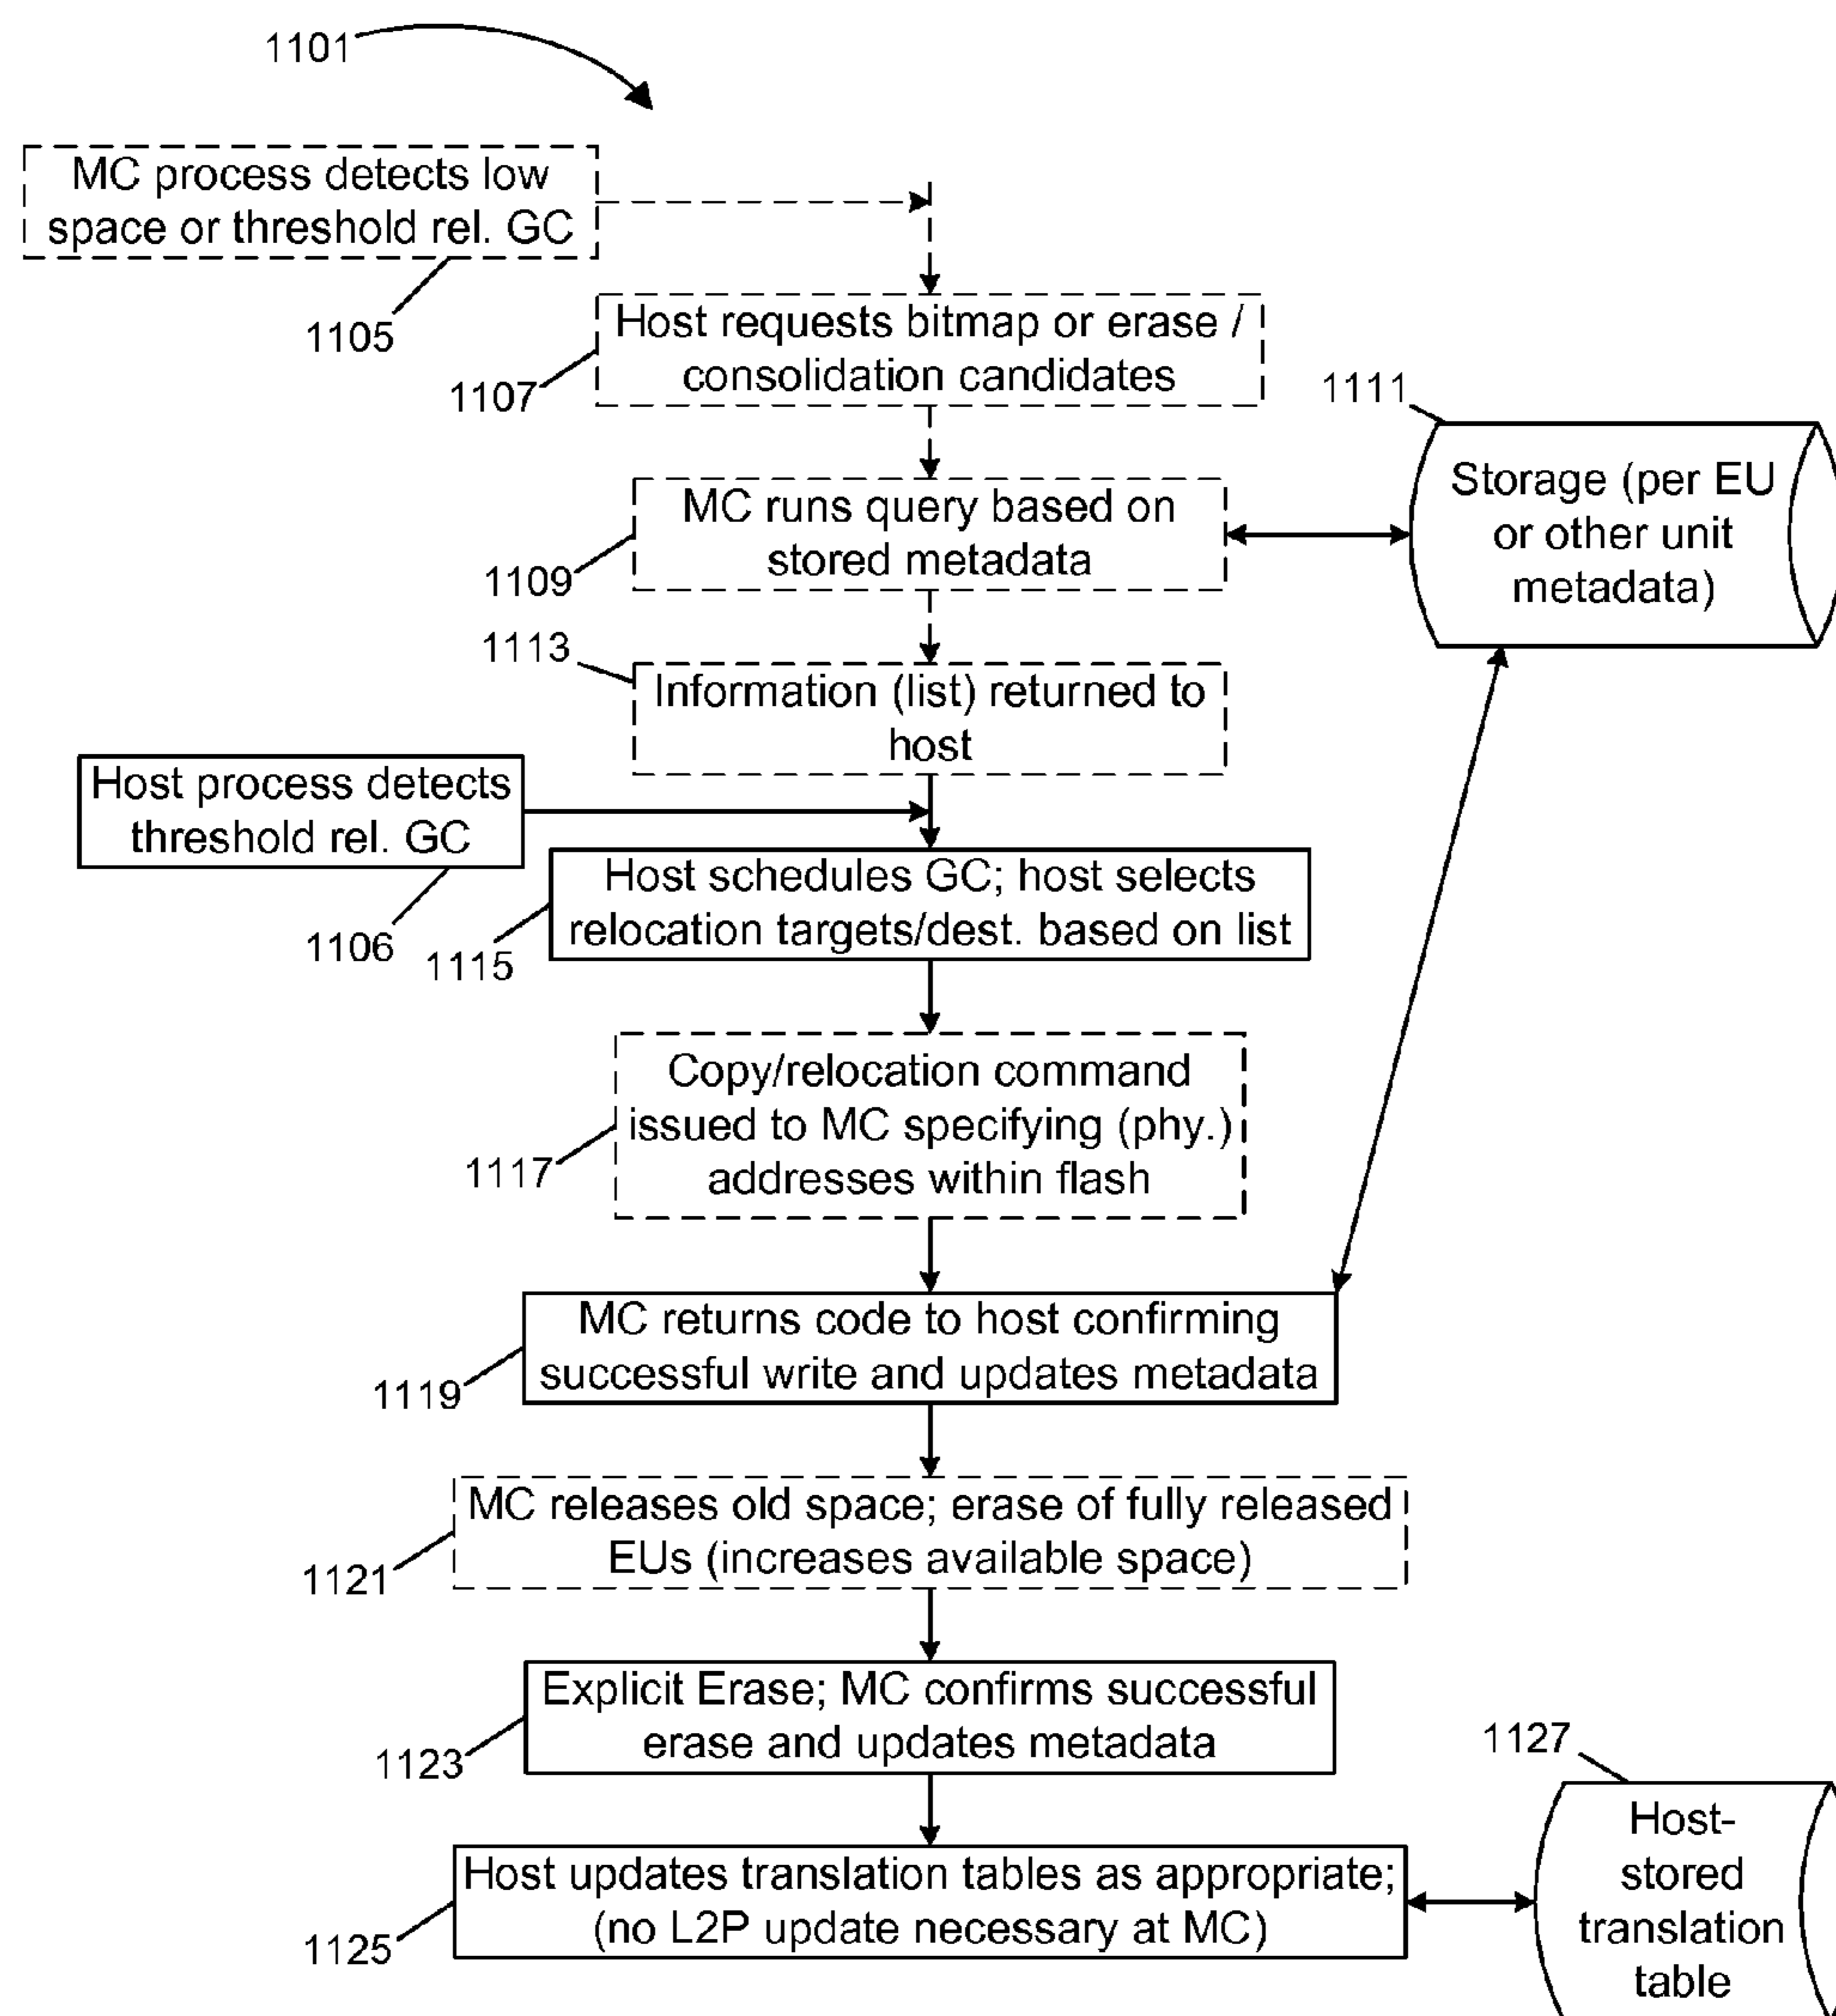 1101
MC process detects low
space or threshold rel. GC
1105
Host requests bitmap or erase /
consolidation candidates
1107
1111
MC runs query based on
stored metadata
1109
Storage (per EU
or other unit
metadata)
1113
Information (list) returned to
host
Host process detects
threshold rel. GC
1106
Host schedules GC; host selects
relocation targets/dest. based on list
1115
Copy/relocation command
issued to MC specifying (phy.)
addresses within flash
1117
MC returns code to host confirming
successful write and updates metadata
1119
MC releases old space; erase of fully released
EUs (increases available space)
1121
Explicit Erase; MC confirms successful
erase and updates metadata
1123
1127
Host updates translation tables as appropriate;
(no L2P update necessary at MC)
1125
Host-
stored
translation
table